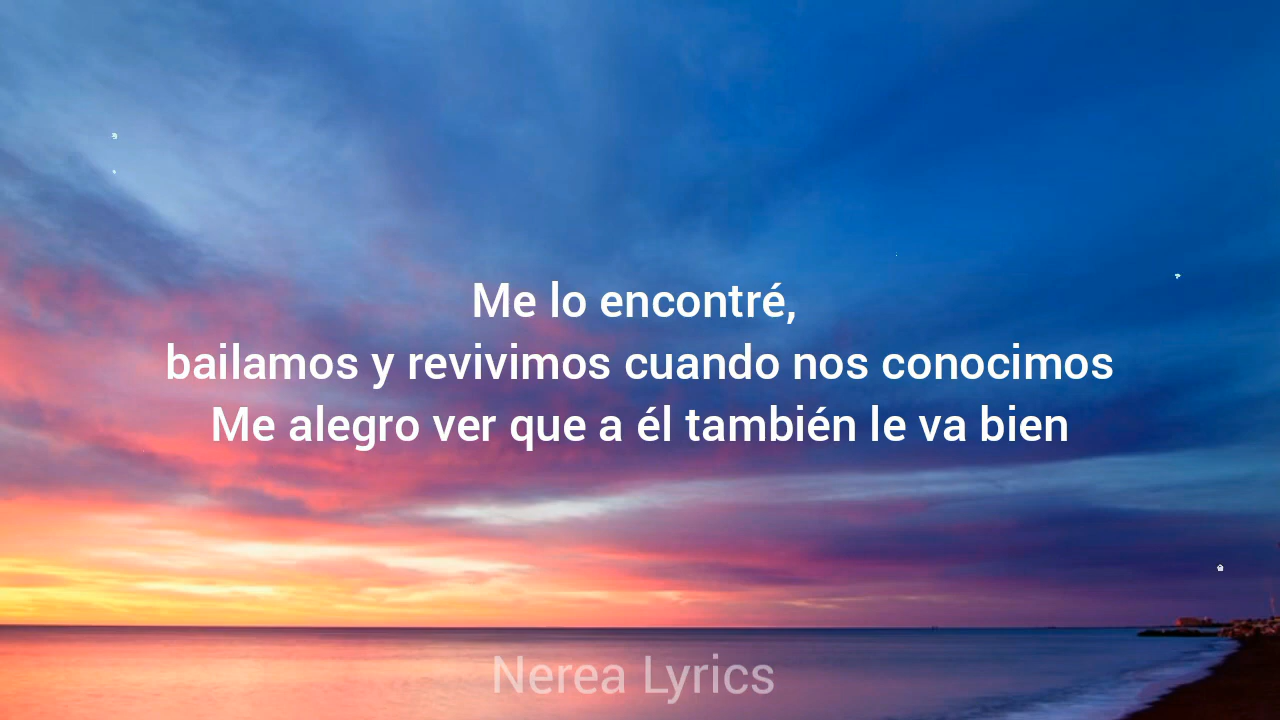 Me lo encontré,
bailamos y revivimos cuando nos conocimos
Me alegro ver que a él también le va bien
Nerea Lyrics